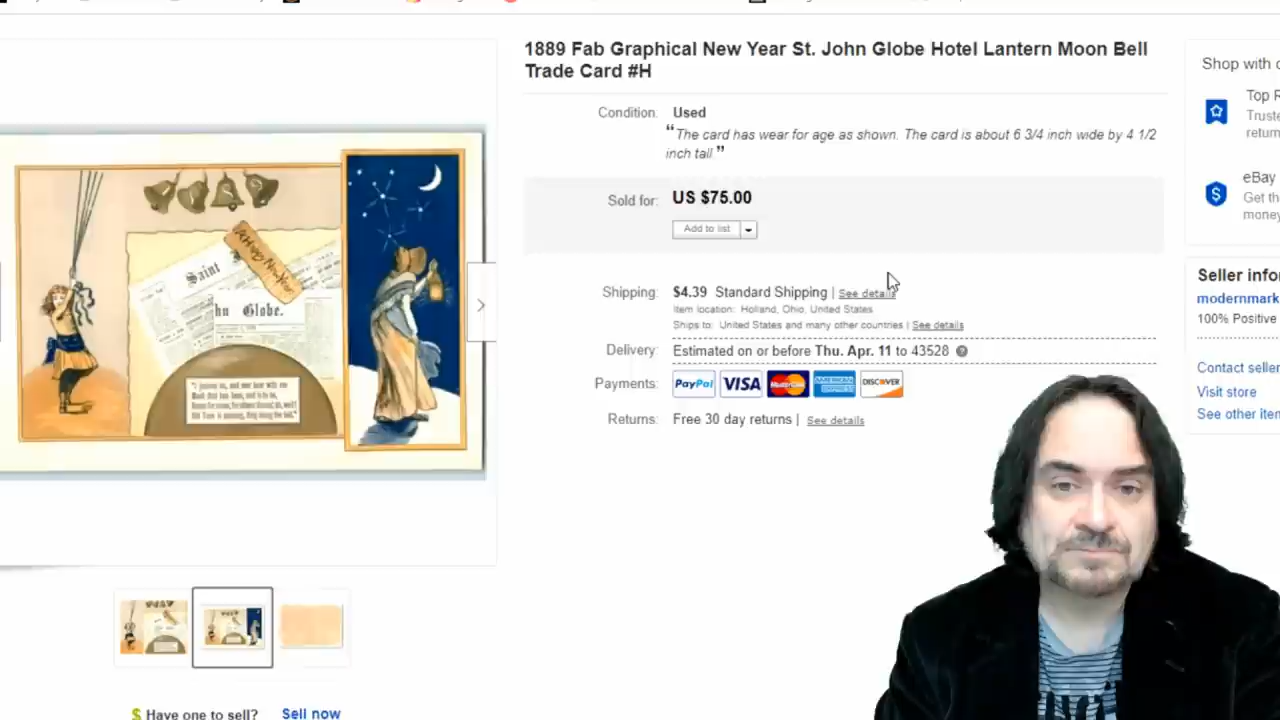 1889 Fab Graphical New Year St. John Globe Hotel Lantern Moon Bell
Trade Card #H
Condition: Used
“The card has wear for age as shown. The card is about 6 3/4 inch wide by 4 1/2
inch tall”
Sold for: US $75.00
Add to list
Shipping: $4.39 Standard Shipping | See details
Item location: Holland, Ohio, United States
Ships to: United States and many other countries | See details
Delivery: Estimated on or before Thu. Apr. 11 to 43528
Payments: PayPal VISA MasterCard AMERICAN EXPRESS DISCOVER
Returns: Free 30 day returns | See details
Shop with
Top
eBay
money
Seller
modernmark
100% Positive
Contact seller
Visit store
See other
Saint
A Happy New Year
hn Globe.
$ Have one to sell? Sell now